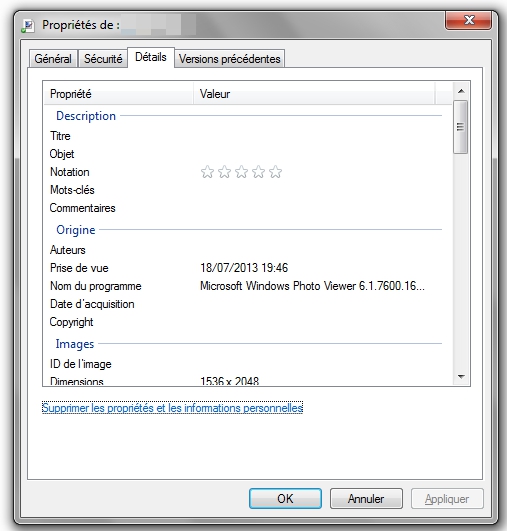 Propriétés de :
Général Sécurité Détails Versions précédentes
Propriété Valeur
Description
Titre
Objet
Notation
Mots-clés
Commentaires
Origine
Auteurs
Prise de vue 18/07/2013 19:46
Nom du programme Microsoft Windows Photo Viewer 6.1.7600.16...
Date d'acquisition
Copyright
Images
ID de l'image
Dimensions 1536 x 2048
Supprimer les propriétés et les informations personnelles
OK Annuler Appliquer